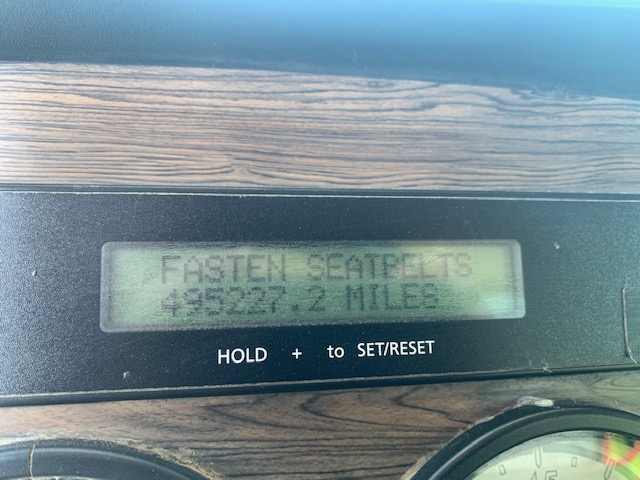 FASTEN SEATBELTS
495227.2 MILES
HOLD + to SET/RESET